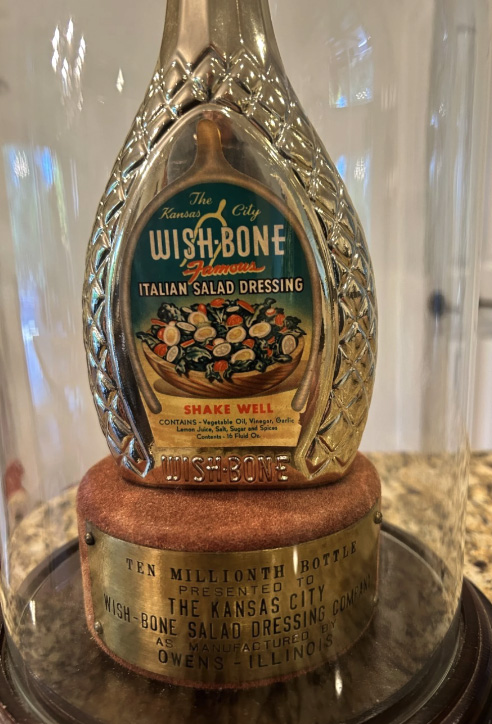 The
Kansas City
WISH-BONE
Famous
ITALIAN SALAD DRESSING
SHAKE WELL
CONTAINS - Vegetable Oil, Vinegar, Garlic
Lemon Juice, Salt, Sugar and Spices
Contents - 16 Fluid Oz.
WISH-BONE
TEN MILLIONTH BOTTLE
PRESENTED TO
THE KANSAS CITY
WISH-BONE SALAD DRESSING COMPANY
AS MANUFACTURED BY
OWENS-ILLINOIS